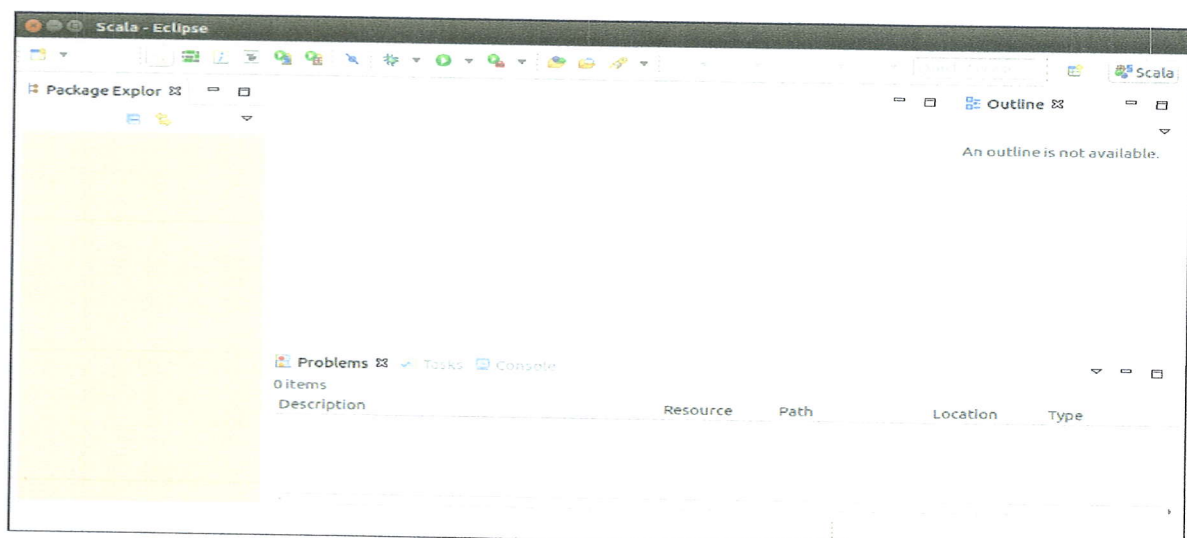 Scala - Eclipse
Scala
Package Explor
Outline
An outline is not available.
Problems Tasks Console
0 items
Description Resource Path Location Type